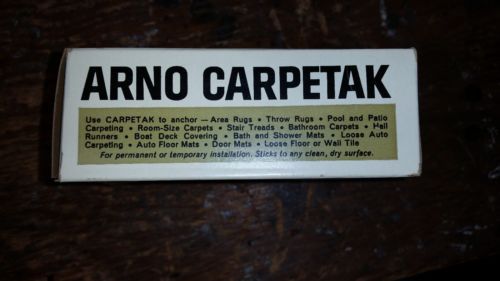 ARNO CARPETAK
Use CARPETAK to anchor — Area Rugs • Throw Rugs • Pool and Patio
Carpeting • Room-Size Carpets • Stair Treads • Bathroom Carpets • Hall
Runners • Boat Deck Covering • Bath and Shower Mats • Loose Auto
Carpeting • Auto Floor Mats • Door Mats • Loose Floor or Wall Tile
For permanent or temporary installation. Sticks to any clean, dry surface.